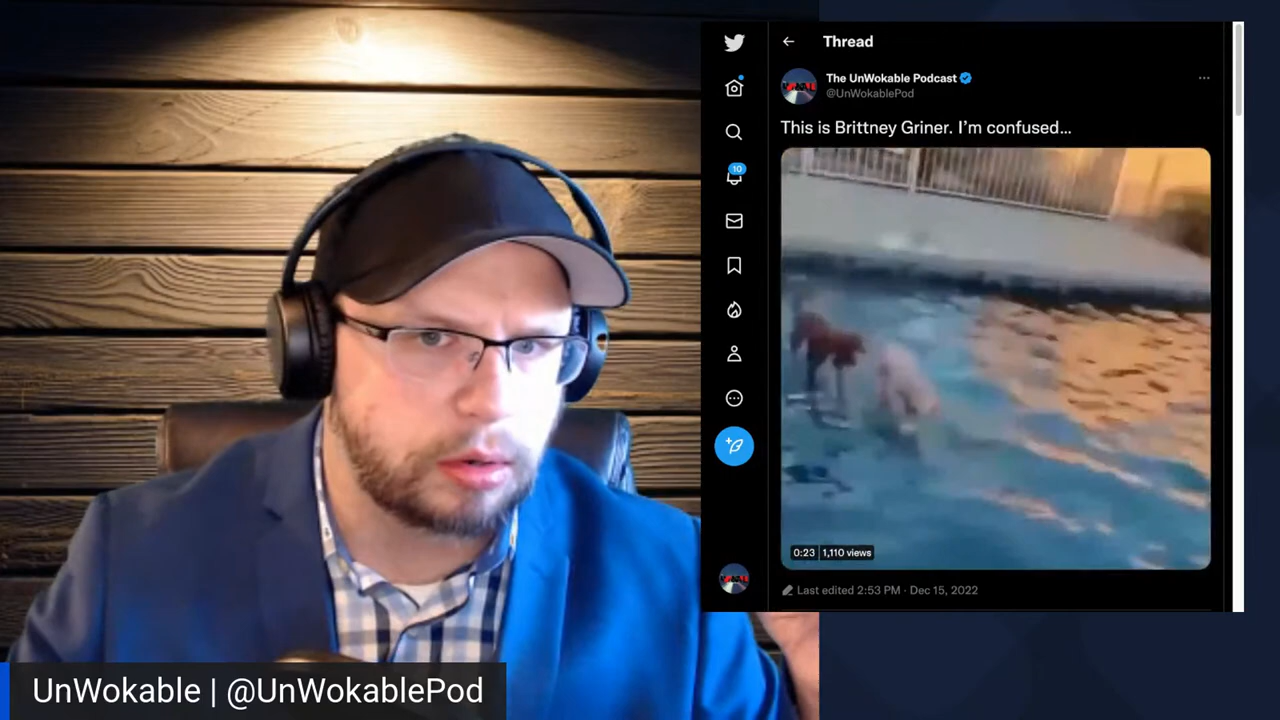 Thread
The UnWokable Podcast
@UnWokablePod
This is Brittney Griner. I'm confused...
10
0:23 1,110 views
Last edited 2:53 PM · Dec 15, 2022
UnWokable | @UnWokablePod